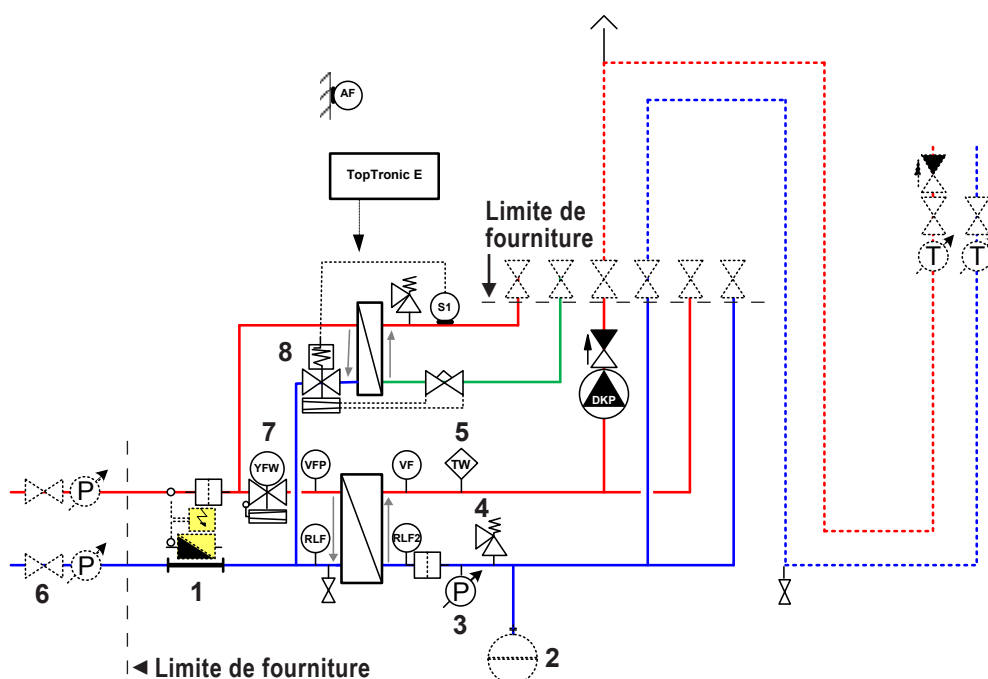 AF
TopTronic E
Limite de
fourniture
S1
8
DKP
T
T
7
5
YFW
VFP
VF
TW
P
4
RLF
RLF2
P
6
1
P
3
2
Limite de fourniture